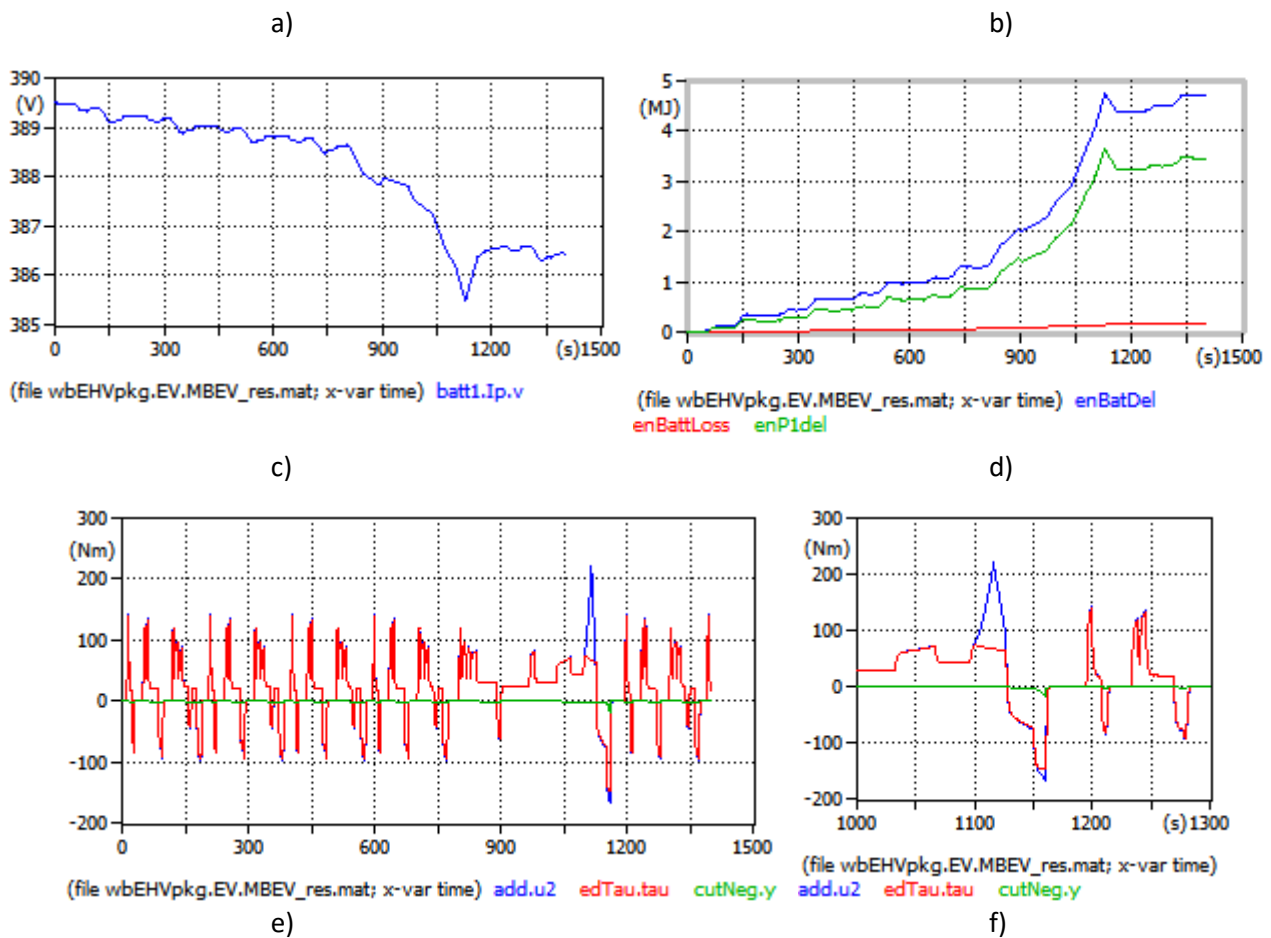 a) b)
390
(V)
389
388
387
386
385
0 300 600 900 1200 (s)1500
(file wbEHVpkg.EV.MBEV_res.mat; x-var time) batt1.Ip.v
5
(MJ)
4
3
2
1
0
0 300 600 900 1200 (s)1500
(file wbEHVpkg.EV.MBEV_res.mat; x-var time) enBatDel
enBattLoss enP1del
c) d)
300
(Nm)
200
100
0
-100
-200
0 300 600 900 1200 1500
(file wbEHVpkg.EV.MBEV_res.mat; x-var time) add.u2 edTau.tau cutNeg.y
300
(Nm)
200
100
0
-100
-200
1000 1100 1200 (s)1300
(file wbEHVpkg.EV.MBEV_res.mat; x-var time)
add.u2 edTau.tau cutNeg.y
e) f)